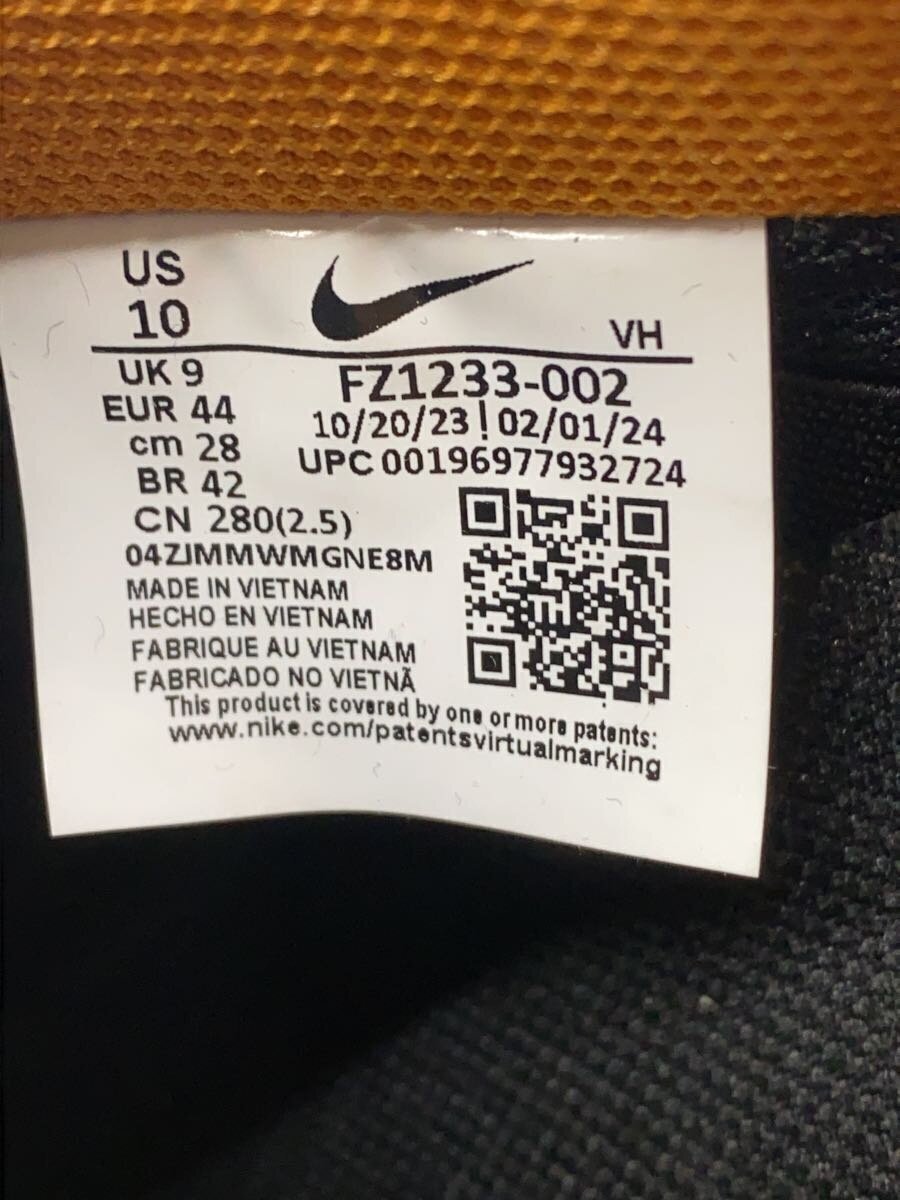 US
10
VH
UK 9
EUR 44
cm 28
BR 42
CN 280(2.5)
FZ1233-002
10/20/23 ! 02/01/24
UPC 00196977932724
04ZJMMWMGNE8M
MADE IN VIETNAM
HECHO EN VIETNAM
FABRIQUE AU VIETNAM
FABRICADO NO VIETNÃ
This product is covered by one or more patents:
www.nike.com/patentsvirtualmarking